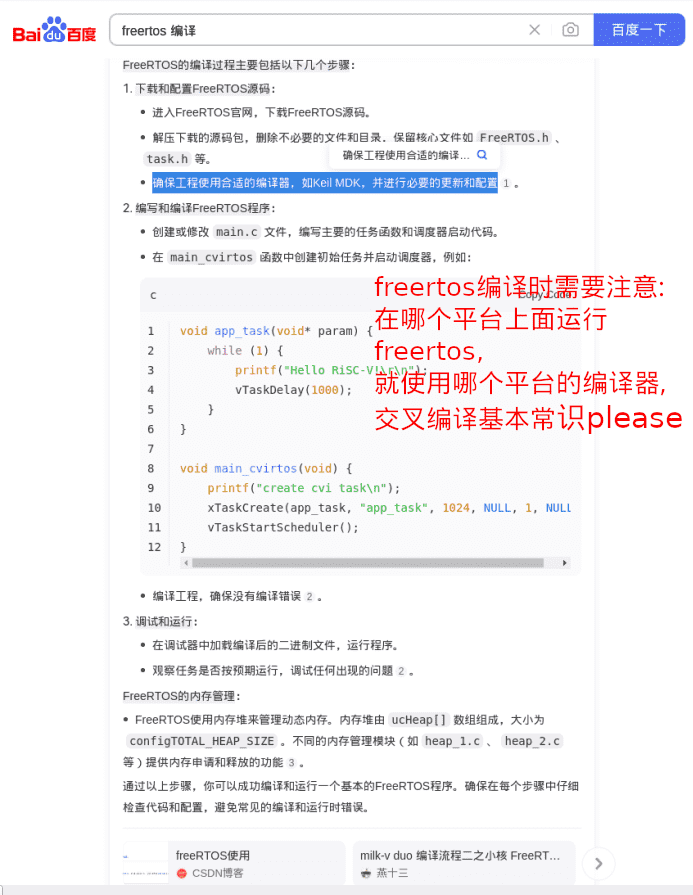 Bai du 百度
freertos 编译
百度一下
FreeRTOS的编译过程主要包括以下几个步骤:
1. 下载和配置FreeRTOS源码:
• 进入FreeRTOS官网，下载FreeRTOS源码。
• 解压下载的源码包，删除不必要的文件和目录，保留核心文件如 FreeRTOS.h 、
task.h 等。
确保工程使用合适的编译...
• 确保工程使用合适的编译器，如Keil MDK，并进行必要的更新和配置 1 。
2. 编写和编译FreeRTOS程序:
• 创建或修改 main.c 文件，编写主要的任务函数和调度器启动代码。
• 在 main_cvirtos 函数中创建初始任务并启动调度器，例如:
c
Copy Code
freertos编译时需要注意:
在哪个平台上面运行
freertos,
就使用哪个平台的编译器,
交叉编译基本常识please
1 void app_task(void* param) {
2 while (1) {
3 printf("Hello RiSC-V!\r\n");
4 vTaskDelay(1000);
5 }
6 }
7
8 void main_cvirtos(void) {
9 printf("create cvi task\n");
10 xTaskCreate(app_task, "app_task", 1024, NULL, 1, NULL
11 vTaskStartScheduler();
12 }
• 编译工程，确保没有编译错误 2 。
3. 调试和运行:
• 在调试器中加载编译后的二进制文件，运行程序。
• 观察任务是否按预期运行，调试任何出现的问题 2 。
FreeRTOS的内存管理:
• FreeRTOS使用内存堆来管理动态内存。内存堆由 ucHeap[] 数组组成，大小为
configTOTAL_HEAP_SIZE 。不同的内存管理模块（如 heap_1.c 、 heap_2.c
等）提供内存申请和释放的功能 3 。
通过以上步骤，你可以成功编译和运行一个基本的FreeRTOS程序。确保在每个步骤中仔细
检查代码和配置，避免常见的编译和运行时错误。
freeRTOS使用
CSDN博客
milk-v duo 编译流程二之小核 FreeRT...
燕十三